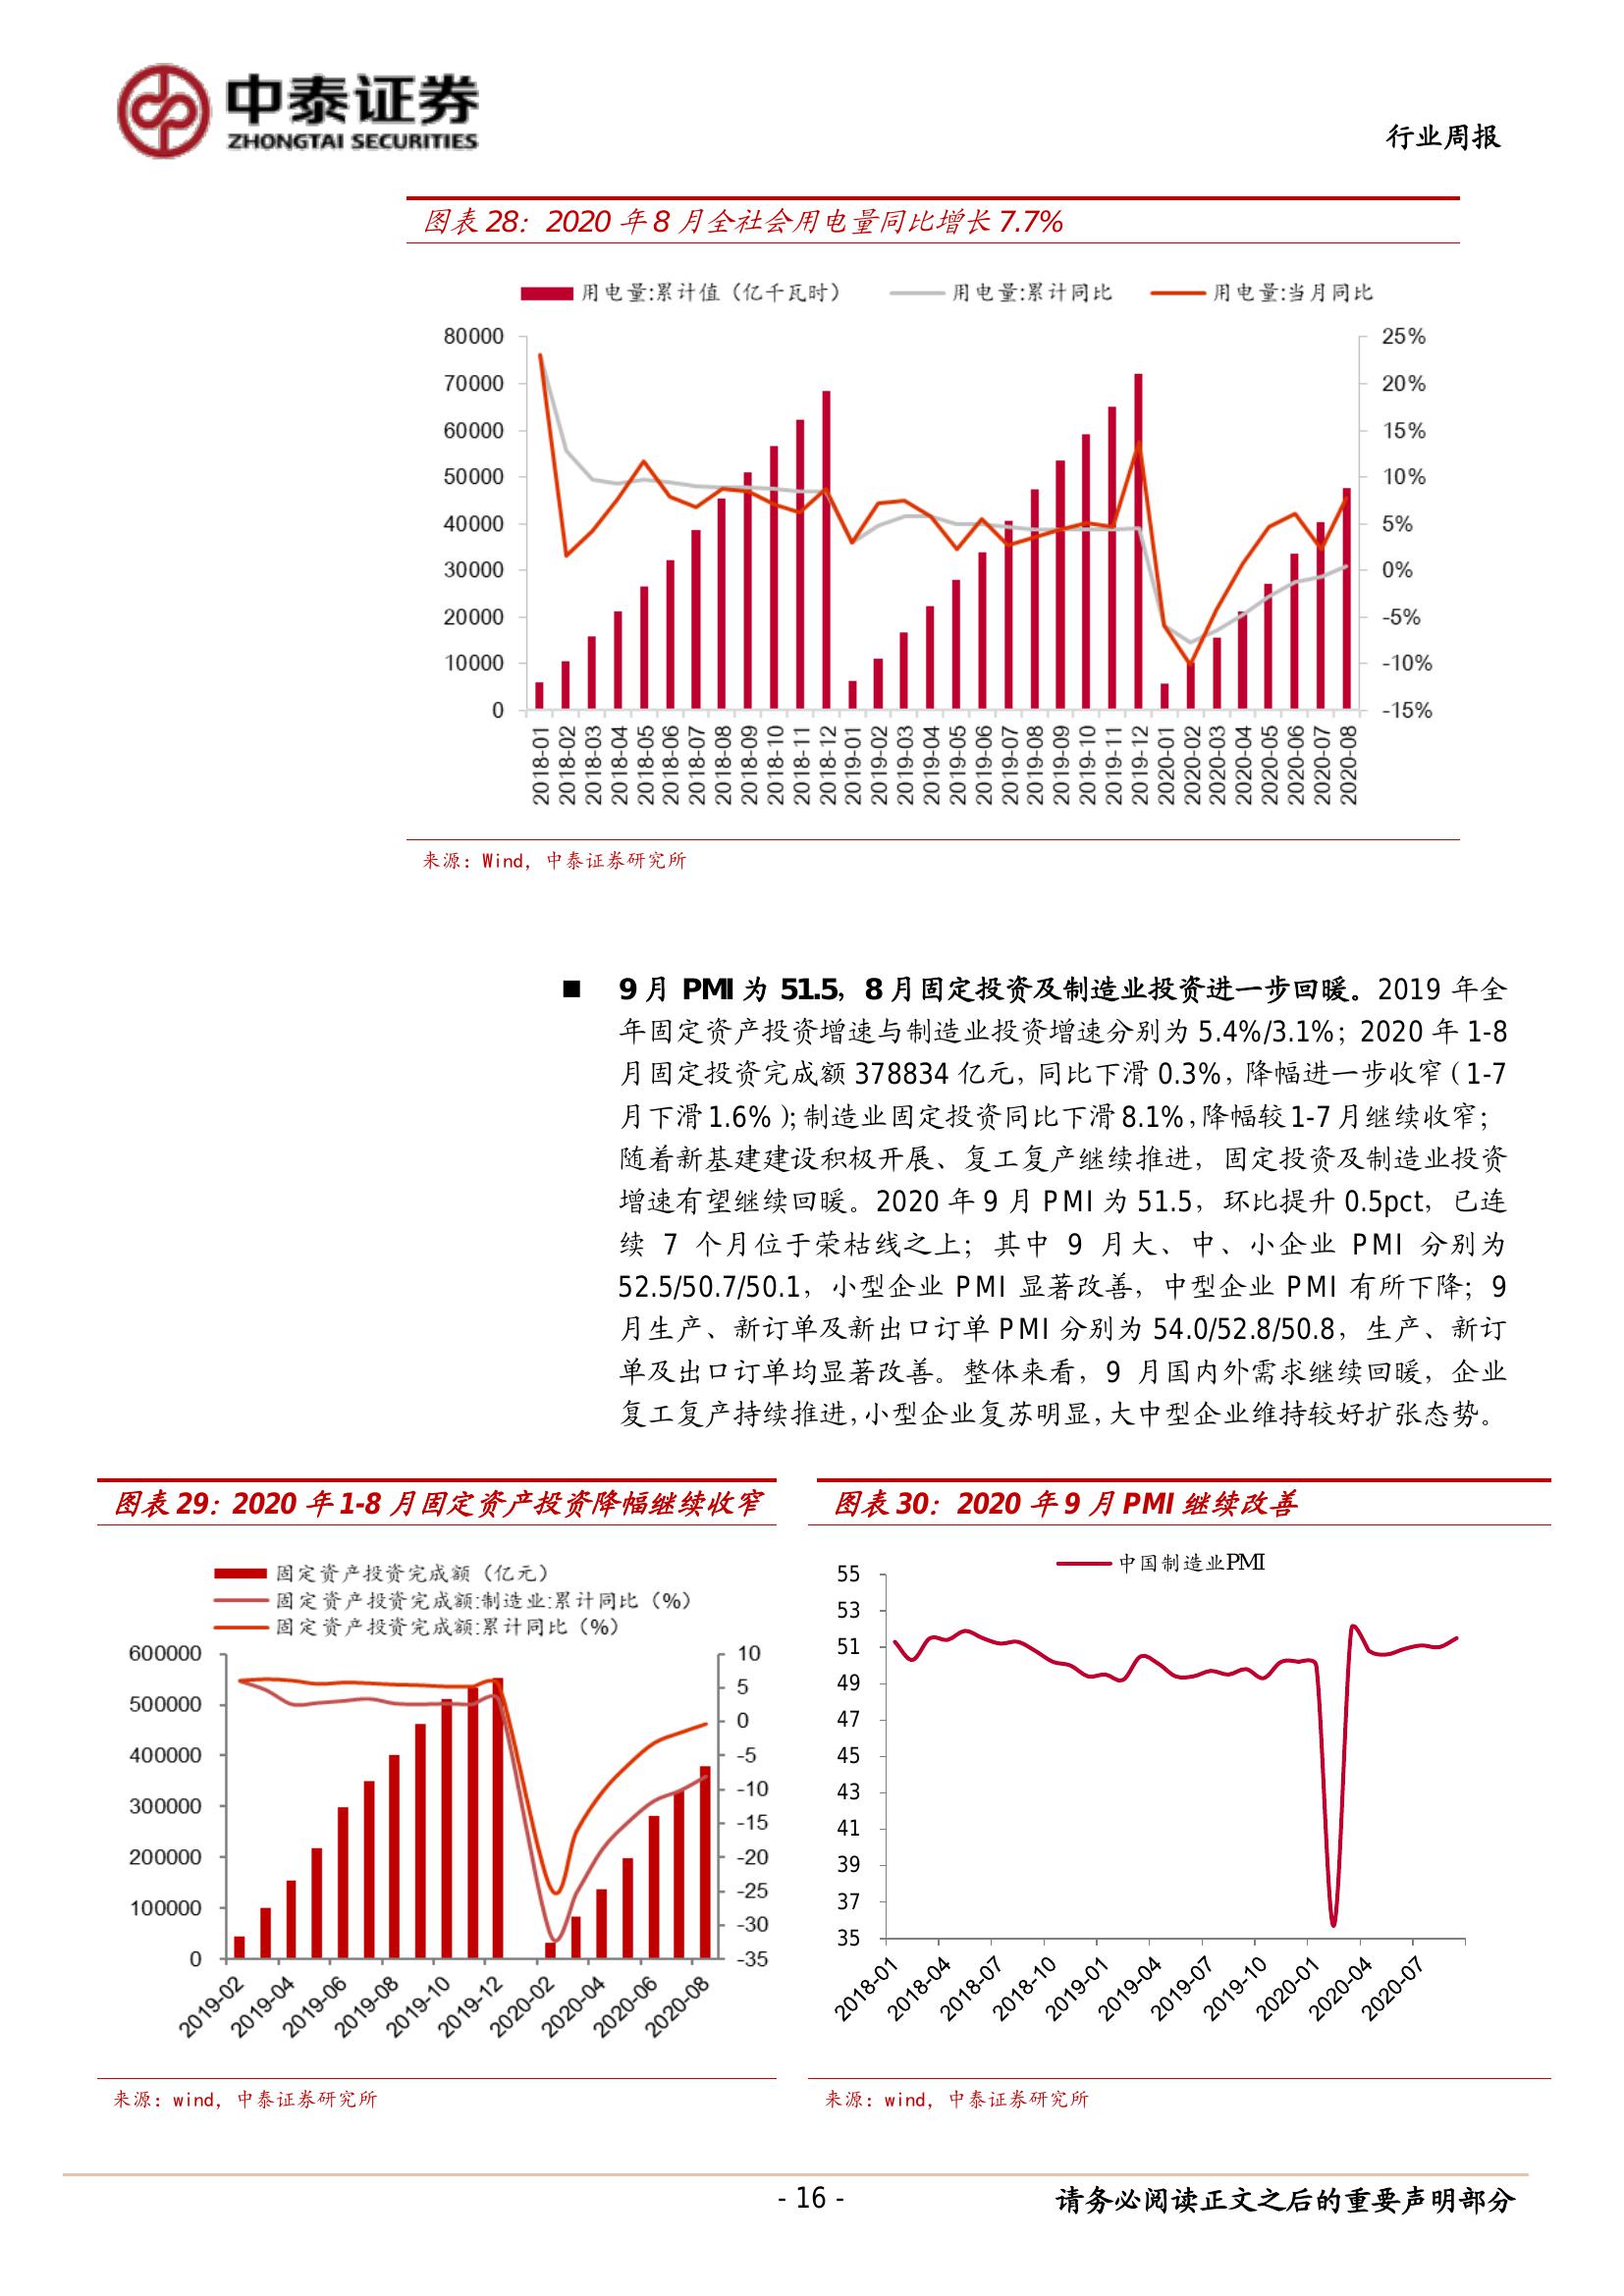 中泰证券
ZHONGTAI SECURITIES
行业周报
图表 28：2020 年 8 月全社会用电量同比增长 7.7%
用电量:累计值（亿千瓦时） 用电量:累计同比 用电量:当月同比
80000
70000
60000
50000
40000
30000
20000
10000
0
25%
20%
15%
10%
5%
0%
-5%
-10%
-15%
2018-01 2018-02 2018-03 2018-04 2018-05 2018-06 2018-07 2018-08 2018-09 2018-10 2018-11 2018-12 2019-01 2019-02 2019-03 2019-04 2019-05 2019-06 2019-07 2019-08 2019-09 2019-10 2019-11 2019-12 2020-01 2020-02 2020-03 2020-04 2020-05 2020-06 2020-07 2020-08
来源：Wind，中泰证券研究所
■ 9 月 PMI 为 51.5，8 月固定投资及制造业投资进一步回暖。2019 年全
年固定资产投资增速与制造业投资增速分别为 5.4%/3.1%；2020 年 1-8
月固定投资完成额 378834 亿元，同比下滑 0.3%，降幅进一步收窄（1-7
月下滑 1.6%）；制造业固定投资同比下滑 8.1%，降幅较 1-7 月继续收窄；
随着新基建建设积极开展、复工复产继续推进，固定投资及制造业投资
增速有望继续回暖。2020 年 9 月 PMI 为 51.5，环比提升 0.5pct，已连
续 7 个月位于荣枯线之上；其中 9 月大、中、小企业 PMI 分别为
52.5/50.7/50.1，小型企业 PMI 显著改善，中型企业 PMI 有所下降；9
月生产、新订单及新出口订单 PMI 分别为 54.0/52.8/50.8，生产、新订
单及出口订单均显著改善。整体来看，9 月国内外需求继续回暖，企业
复工复产持续推进，小型企业复苏明显，大中型企业维持较好扩张态势。
图表 29：2020 年 1-8 月固定资产投资降幅继续收窄
固定资产投资完成额（亿元）
固定资产投资完成额:制造业:累计同比（%）
固定资产投资完成额:累计同比（%）
600000
500000
400000
300000
200000
100000
0
10
5
0
-5
-10
-15
-20
-25
-30
-35
2019-02 2019-04 2019-06 2019-08 2019-10 2019-12 2020-02 2020-04 2020-06 2020-08
来源：wind，中泰证券研究所
图表 30：2020 年 9 月 PMI 继续改善
中国制造业PMI
55
53
51
49
47
45
43
41
39
37
35
2018-01 2018-04 2018-07 2018-10 2019-01 2019-04 2019-07 2019-10 2020-01 2020-04 2020-07
来源：wind，中泰证券研究所
- 16 -
请务必阅读正文之后的重要声明部分